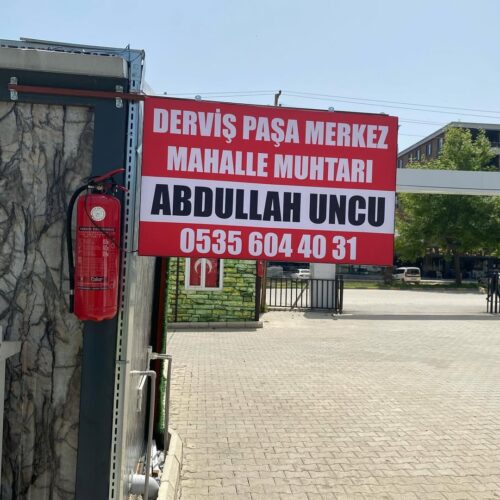 DERVİŞ PAŞA MERKEZ
MAHALLE MUHTARI
ABDULLAH UNCU
0535 604 40 31